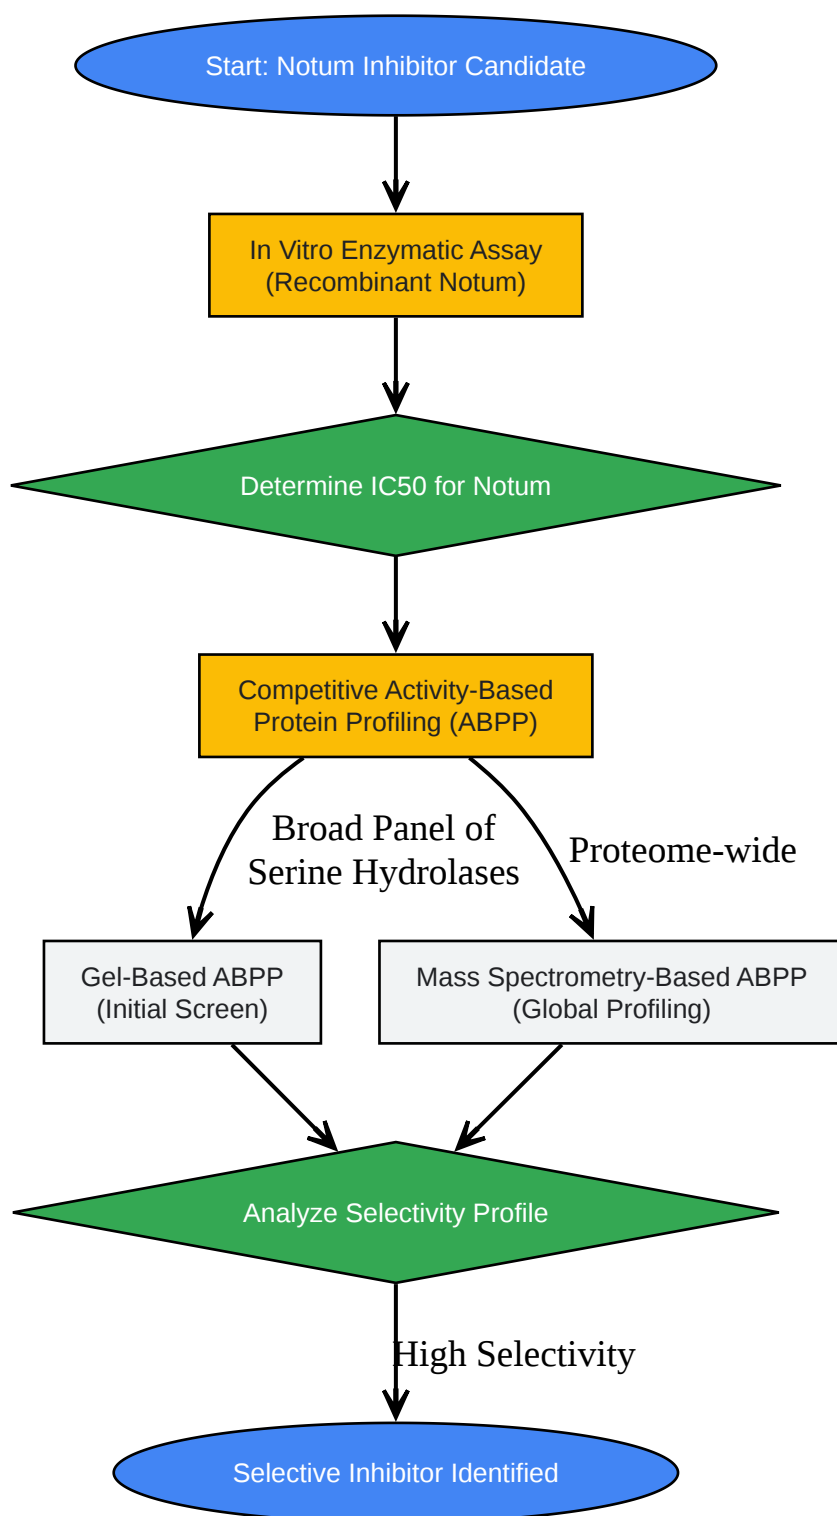 Start: Notum Inhibitor Candidate
In Vitro Enzymatic Assay
(Recombinant Notum)
Determine IC50 for Notum
Competitive Activity-Based
Protein Profiling (ABPP)
Broad Panel of
Serine Hydrolases
Proteome-wide
Gel-Based ABPP
(Initial Screen)
Mass Spectrometry-Based ABPP
(Global Profiling)
Analyze Selectivity Profile
High Selectivity
Selective Inhibitor Identified